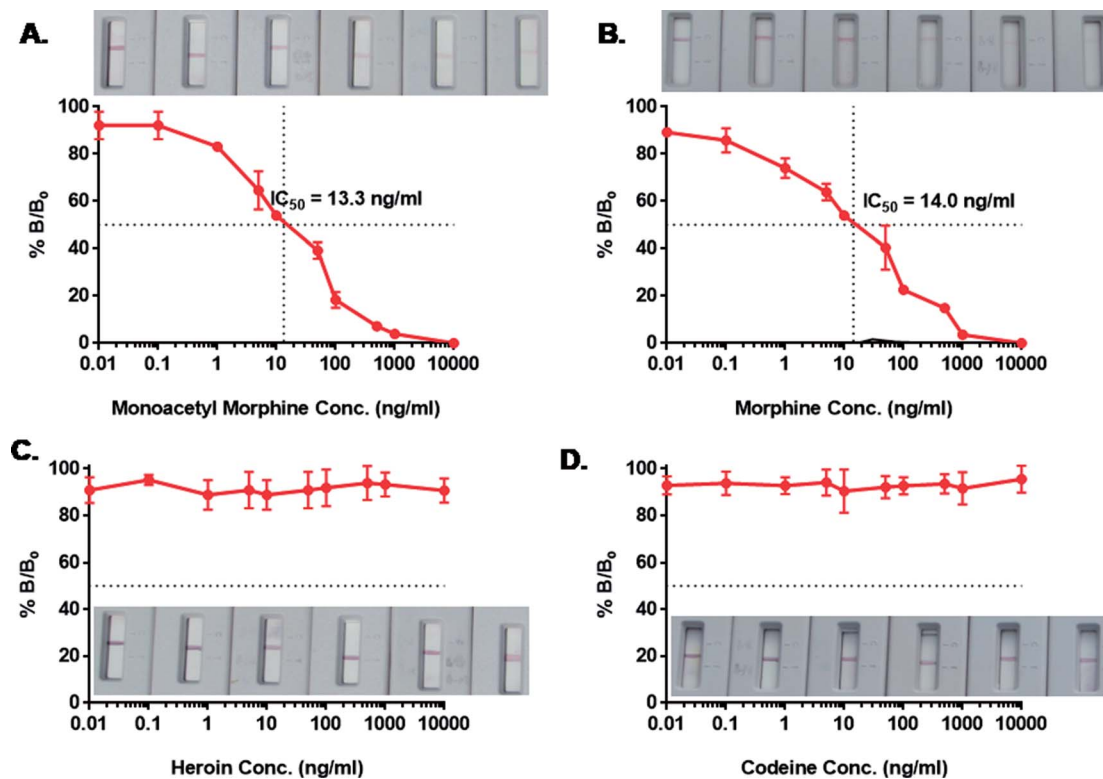 A.
100
80
60
40
20
0
% B/B₀
IC₅₀ = 13.3 ng/ml
0.01 0.1 1 10 100 1000 10000
Monoacetyl Morphine Conc. (ng/ml)
B.
100
80
60
40
20
0
% B/B₀
IC₅₀ = 14.0 ng/ml
0.01 0.1 1 10 100 1000 10000
Morphine Conc. (ng/ml)
C.
100
80
60
40
20
0
% B/B₀
0.01 0.1 1 10 100 1000 10000
Heroin Conc. (ng/ml)
D.
100
80
60
40
20
0
% B/B₀
0.01 0.1 1 10 100 1000 10000
Codeine Conc. (ng/ml)